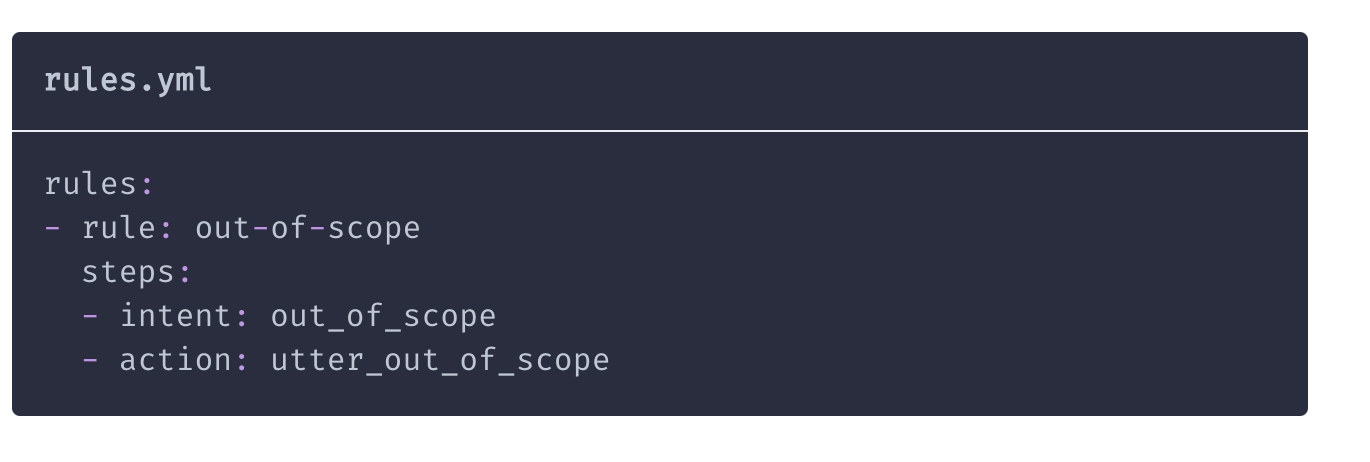 rules.yml
rules:
- rule: out-of-scope
  steps:
  - intent: out_of_scope
  - action: utter_out_of_scope